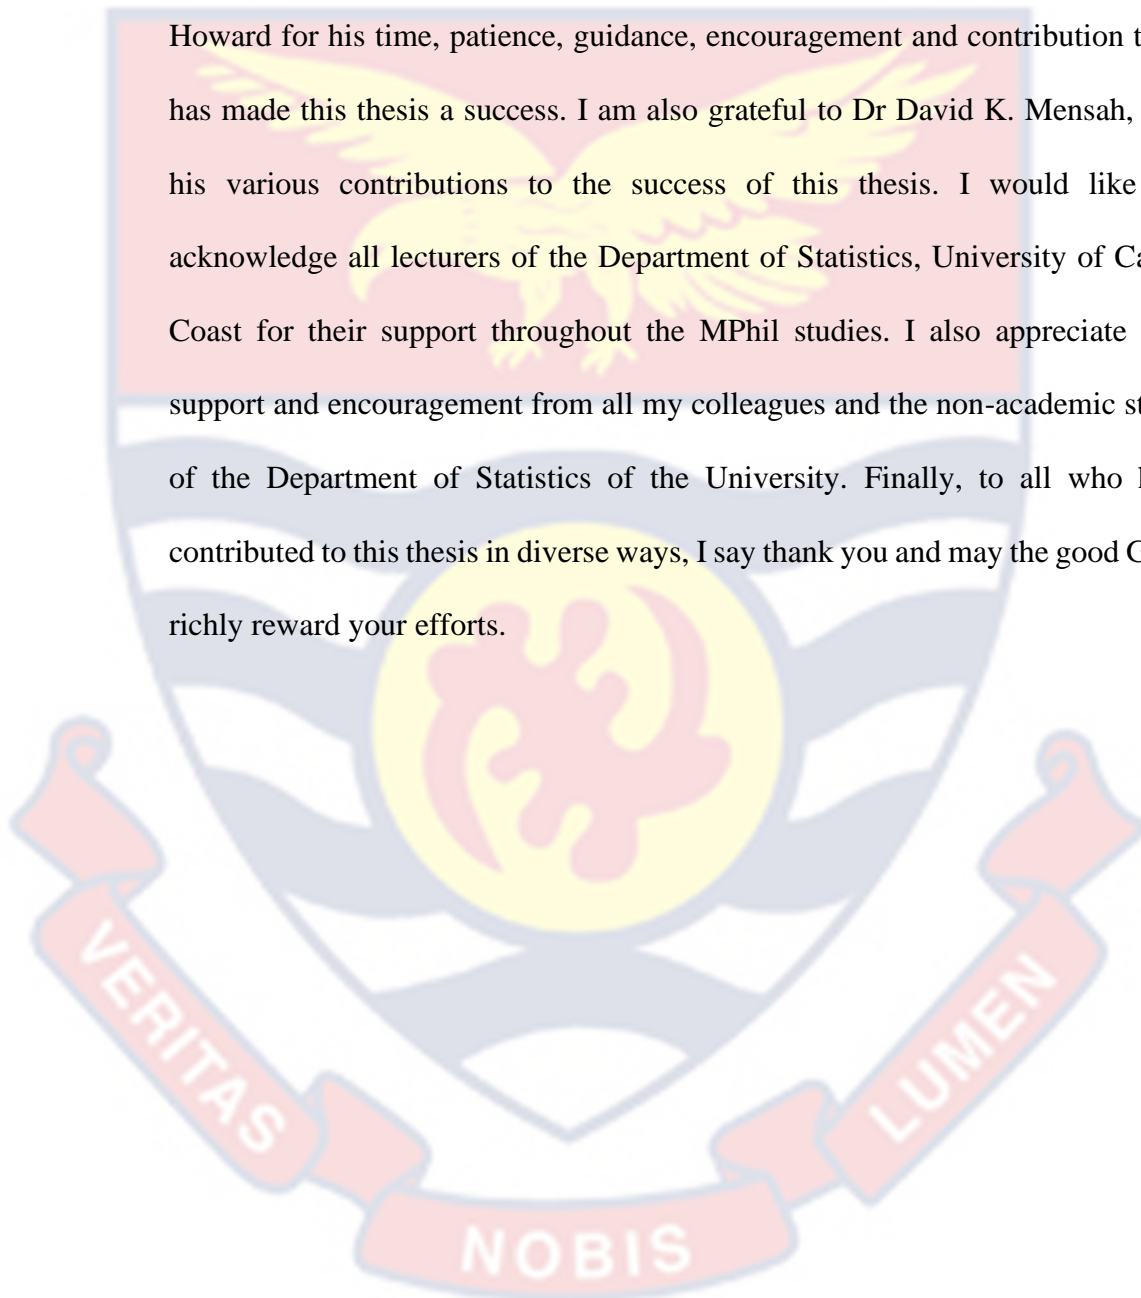 Howard for his time, patience, guidance, encouragement and contribution t
has made this thesis a success. I am also grateful to Dr David K. Mensah,
his various contributions to the success of this thesis. I would like
acknowledge all lecturers of the Department of Statistics, University of Ca
Coast for their support throughout the MPhil studies. I also appreciate
support and encouragement from all my colleagues and the non-academic st
of the Department of Statistics of the University. Finally, to all who
contributed to this thesis in diverse ways, I say thank you and may the good G
richly reward your efforts.
VERITAS
NOBIS
LUMEN